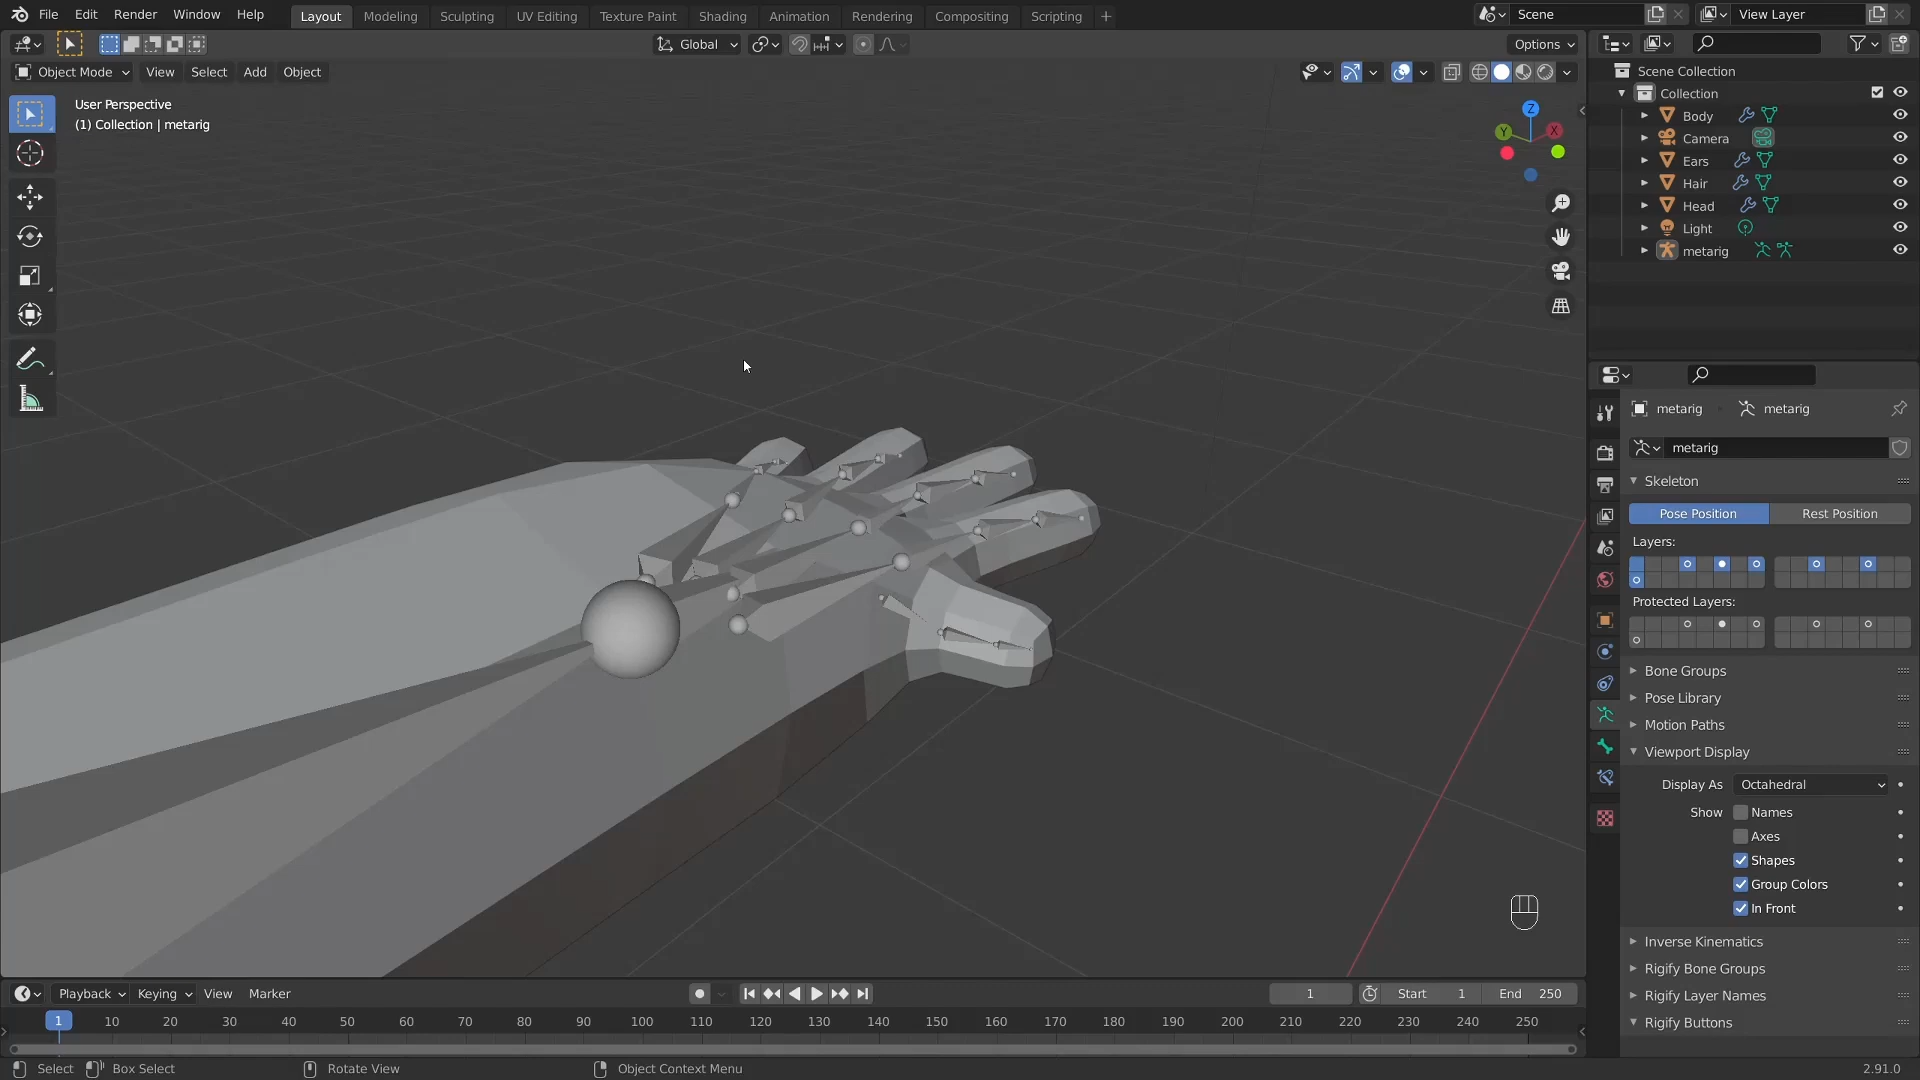 File Edit Render Window Help Layout Modeling Sculpting UV Editing Texture Paint Shading Animation Rendering Compositing Scripting + Scene View Layer
Global Options
Object Mode View Select Add Object
User Perspective
(1) Collection | metarig
Z
Y X
Scene Collection
Collection
Body
Camera
Ears
Hair
Head
Light
metarig
metarig metarig
metarig
Skeleton
Pose Position Rest Position
Layers:
Protected Layers:
Bone Groups
Pose Library
Motion Paths
Viewport Display
Display As Octahedral
Show Names
Axes
Shapes
Group Colors
In Front
Inverse Kinematics
Rigify Bone Groups
Rigify Layer Names
Rigify Buttons
Playback Keying View Marker 1 Start 1 End 250
1 10 20 30 40 50 60 70 80 90 100 110 120 130 140 150 160 170 180 190 200 210 220 230 240 250
Select Box Select Rotate View Object Context Menu 2.91.0